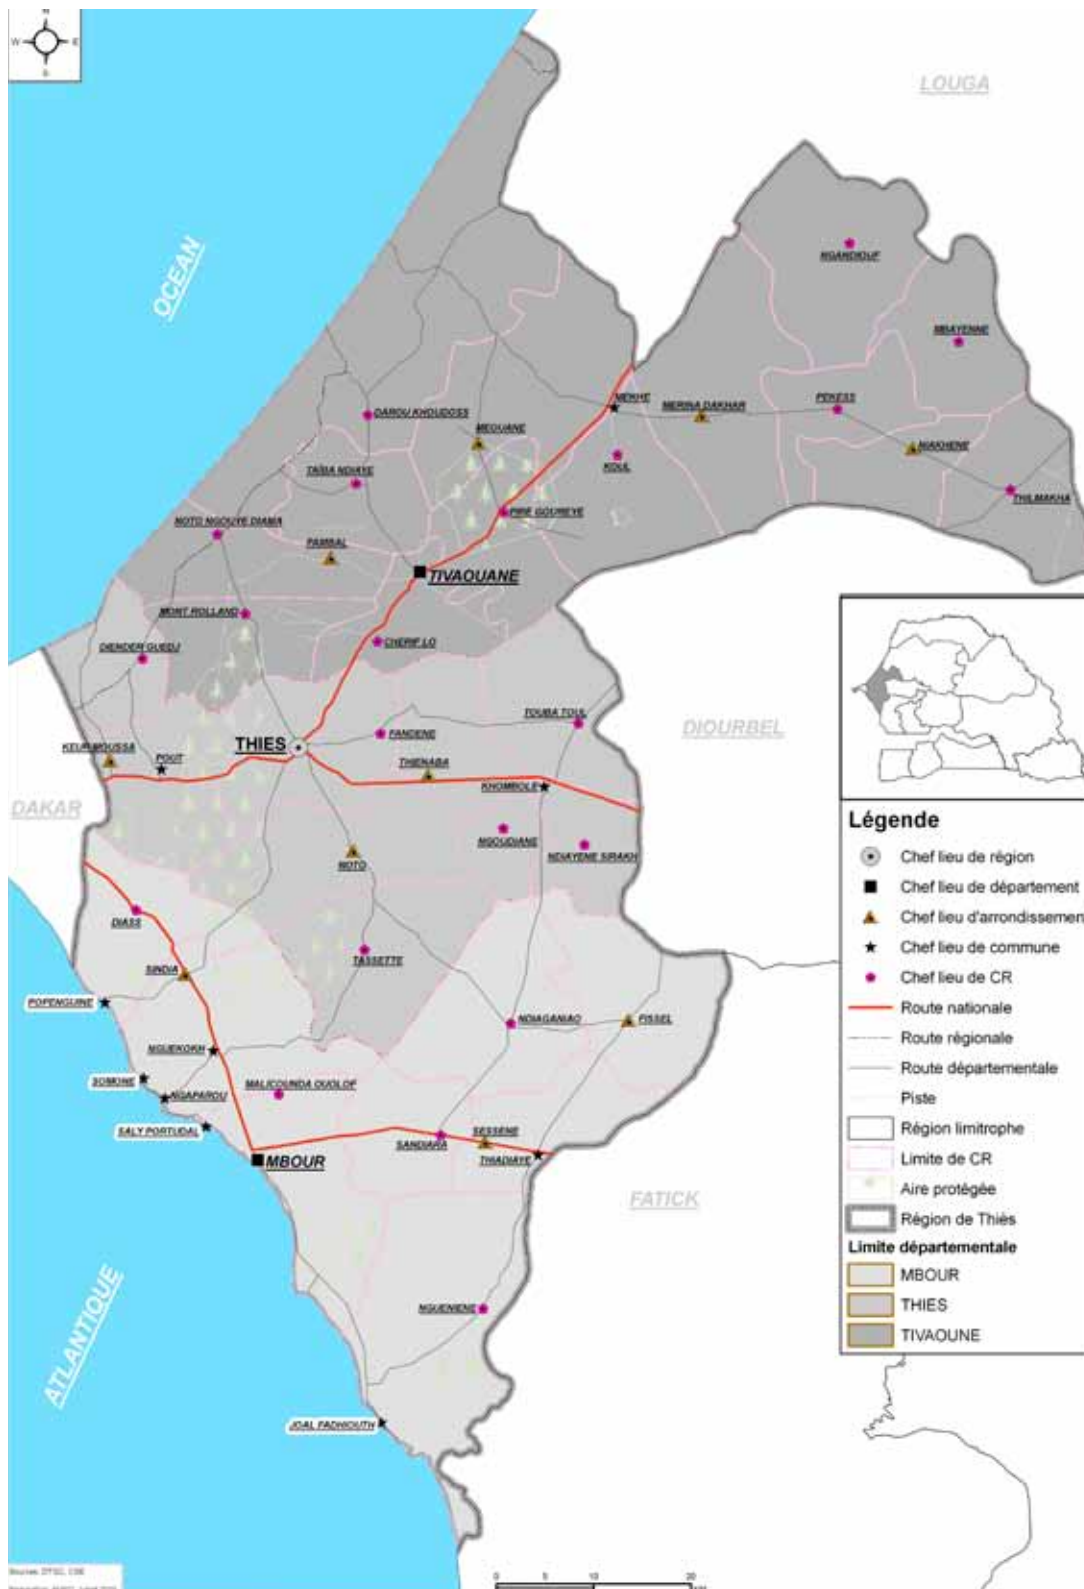 N
W E
S
LOUGA
OCEAN
NGANDIOUF
MBAYENNE
MEKHE
MERINA DAKHAR
PEKESS
DAROU KHOUDOSS
MEOUANE
NIAKHENE
KOUL
TAÏBA NDIAYE
THILMAKHA
PIRE GOUREYE
NOTO NGOUYE DIAMA
PAMBAL
TIVAOUANE
MONT ROLLAND
CHERIF LO
DIENDER GUEDJ
TOUBA TOUL
DIOURBEL
FANDENE
THIES
KEUR MOUSSA
POUT
THIENABA
KHOMBOLE
DAKAR
NGOUDIANE
NDIAYENE SIRAKH
NOTO
DIASS
TASSETTE
SINDIA
POPENGUINE
NDIAGANIAO
FISSEL
NGUEKOKH
SOMONE
MALICOUNDA OUOLOF
NGAPAROU
SALY PORTUDAL
SESSENE
SANDIARA
THIADIAYE
MBOUR
FATICK
ATLANTIQUE
NGUENIENE
JOAL FADHIOUTH
Légende
Chef lieu de région
Chef lieu de département
Chef lieu d'arrondissement
Chef lieu de commune
Chef lieu de CR
Route nationale
Route régionale
Route départementale
Piste
Région limitrophe
Limite de CR
Aire protégée
Région de Thiès
Limite départementale
MBOUR
THIES
TIVAOUNE
0 10 20